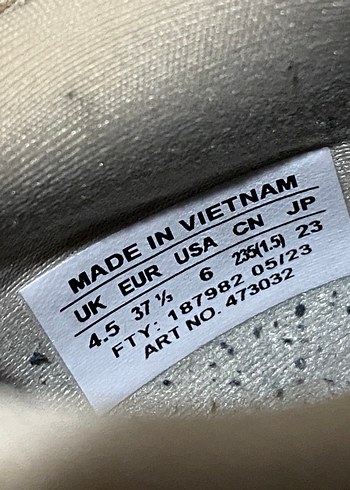 MADE IN VIETNAM
UK EUR USA CN JP
4.5 37 ⅓ 6 235(1.5) 23
FTY: 187982 05/23
ART NO. 473032